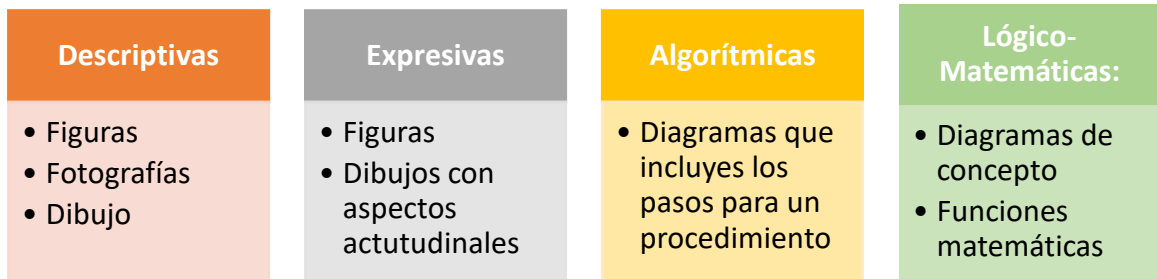 Descriptivas
• Figuras
• Fotografías
• Dibujo
Expresivas
• Figuras
• Dibujos con
aspectos
actutudinales
Algorítmicas
• Diagramas que
incluyes los
pasos para un
procedimiento
Lógico-
Matemáticas:
• Diagramas de
concepto
• Funciones
matemáticas